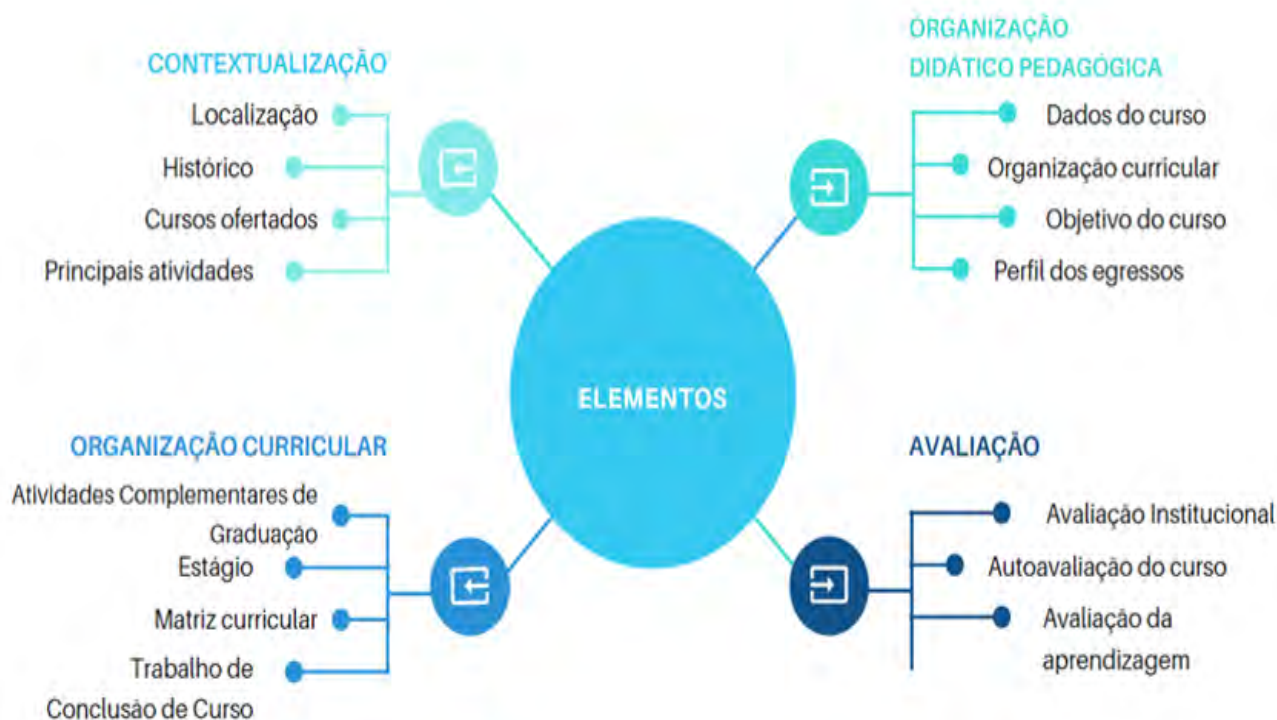 CONTEXTUALIZAÇÃO
Localização
Histórico
Cursos ofertados
Principais atividades
ORGANIZAÇÃO
DIDÁTICO PEDAGÓGICA
Dados do curso
Organização curricular
Objetivo do curso
Perfil dos egressos
ELEMENTOS
ORGANIZAÇÃO CURRICULAR
Atividades Complementares de
Graduação
Estágio
Matriz curricular
Trabalho de
Conclusão de Curso
AVALIAÇÃO
Avaliação Institucional
Autoavaliação do curso
Avaliação da
aprendizagem